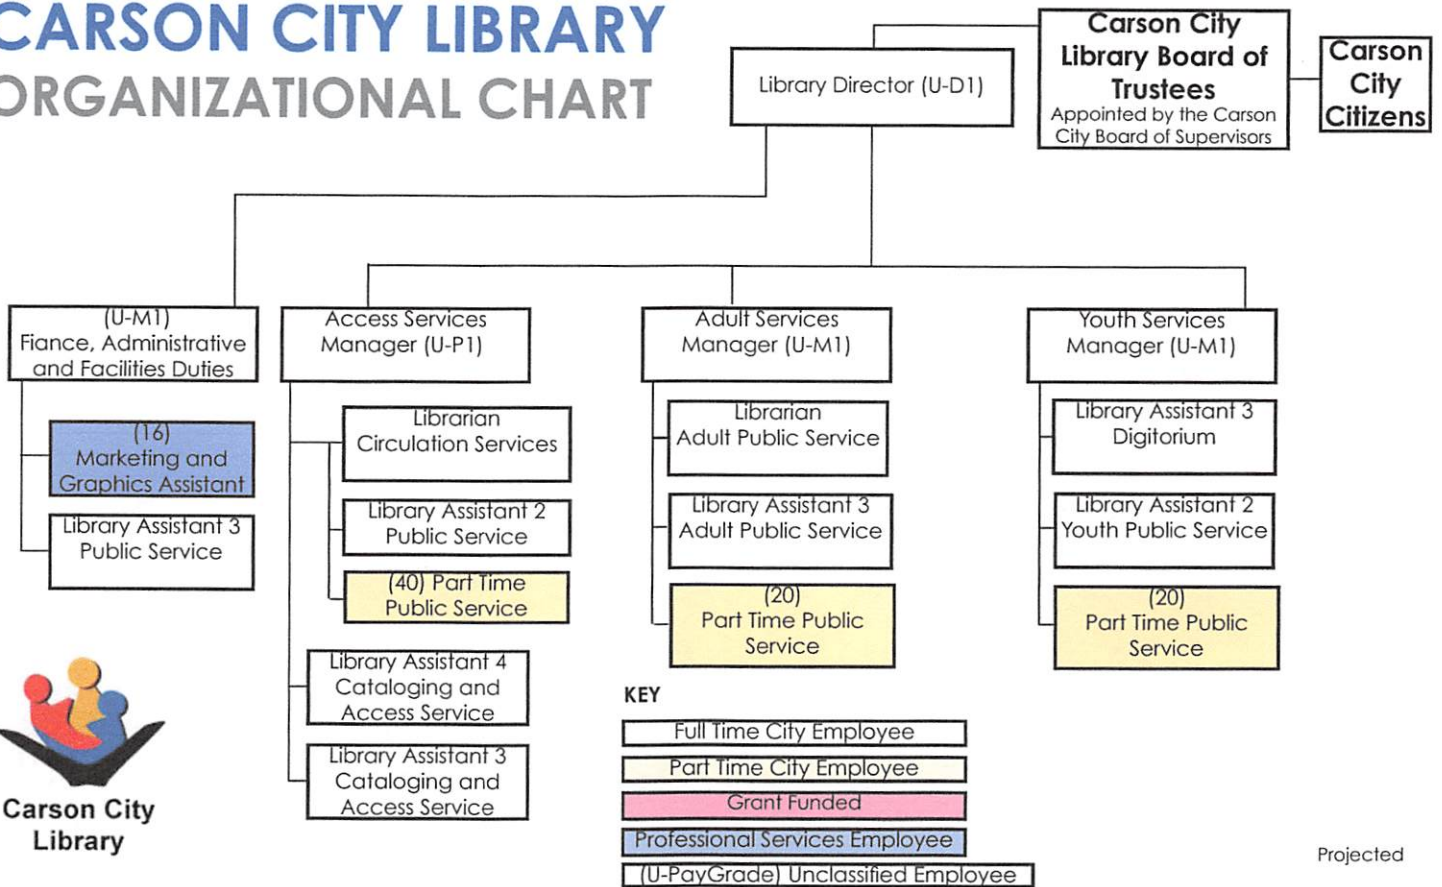 CARSON CITY LIBRARY
ORGANIZATIONAL CHART
Library Director (U-D1)
Carson City
Library Board of
Trustees
Appointed by the Carson
City Board of Supervisors
Carson
City
Citizens
(U-M1)
Fiance, Administrative
and Facilities Duties
(16)
Marketing and
Graphics Assistant
Library Assistant 3
Public Service
Access Services
Manager (U-P1)
Librarian
Circulation Services
Library Assistant 2
Public Service
(40) Part Time
Public Service
Library Assistant 4
Cataloging and
Access Service
Library Assistant 3
Cataloging and
Access Service
Adult Services
Manager (U-M1)
Librarian
Adult Public Service
Library Assistant 3
Adult Public Service
(20)
Part Time Public
Service
Youth Services
Manager (U-M1)
Library Assistant 3
Digitorium
Library Assistant 2
Youth Public Service
(20)
Part Time Public
Service
Carson City
Library
KEY
Full Time City Employee
Part Time City Employee
Grant Funded
Professional Services Employee
(U-PayGrade) Unclassified Employee
Projected